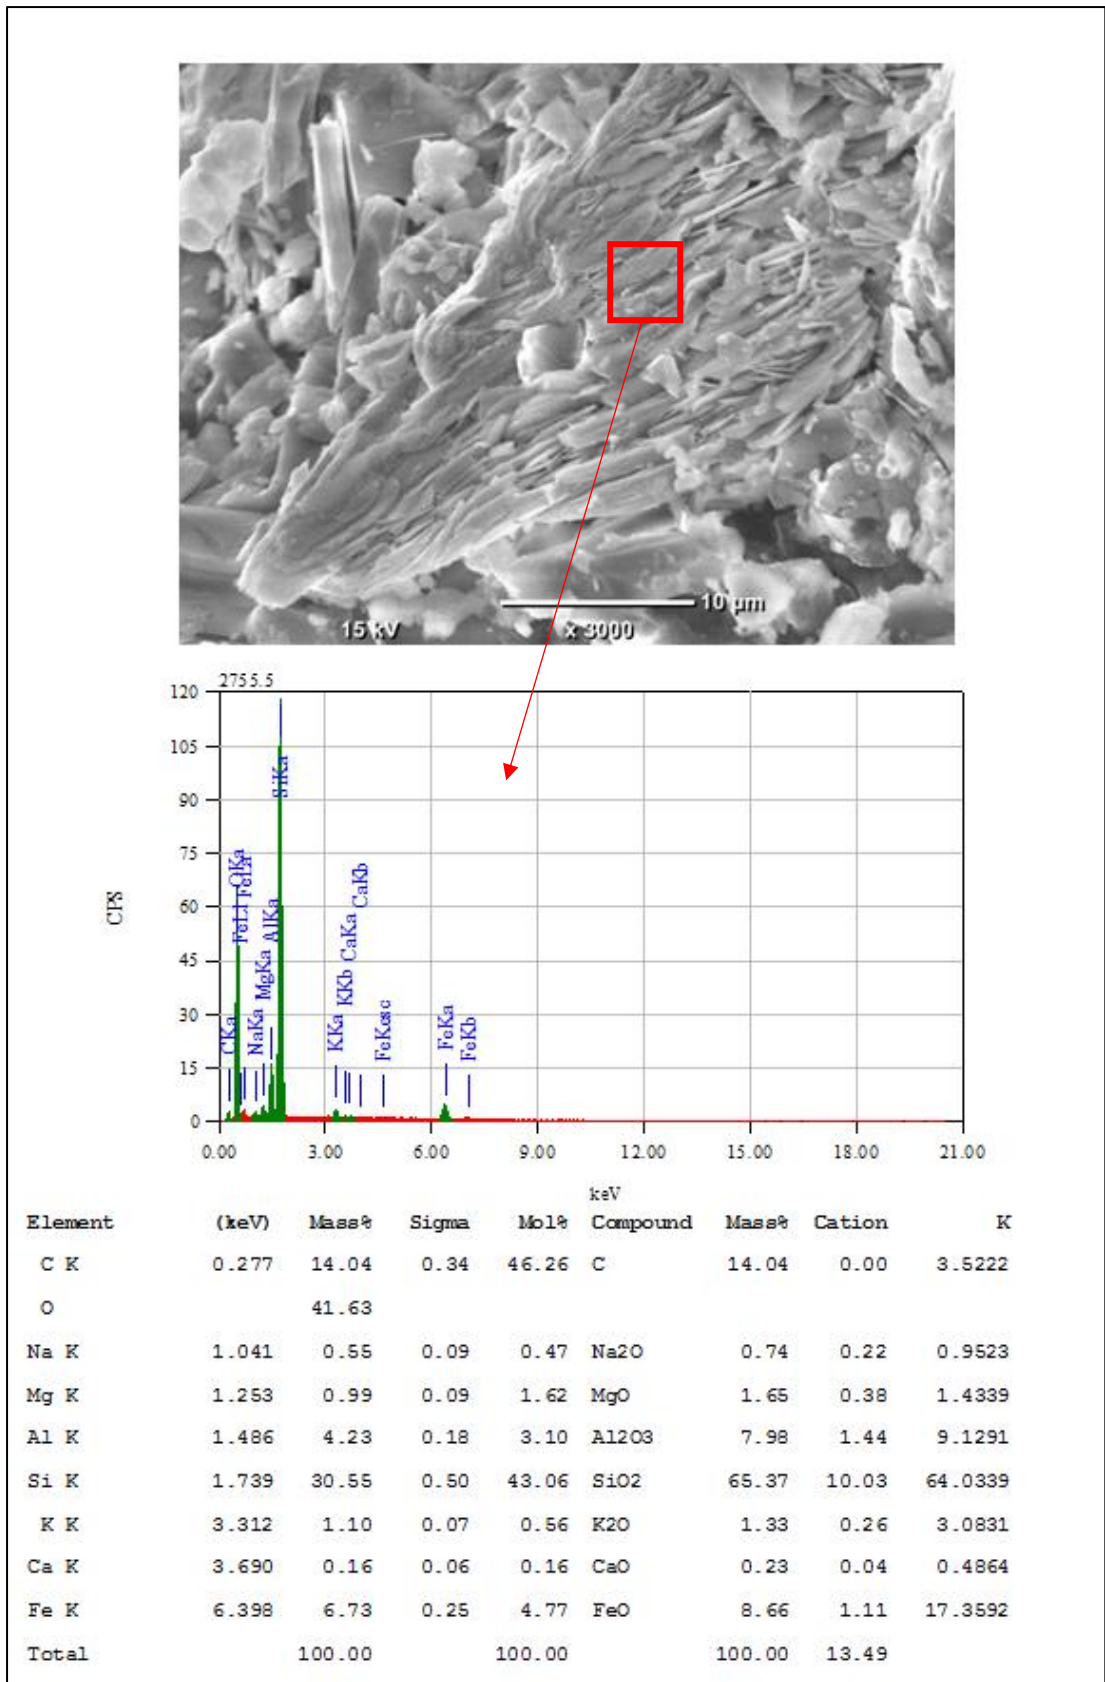 10 µm
15 kV x 3000
2755.5
120
105
90
75
60
45
30
15
0
CPS
CKa
OKa
FeLl
FeLa
NaKa
MgKa
AlKa
SiKa
KKa
KKb
CaKa
CaKb
FeKesc
FeKa
FeKb
0.00 3.00 6.00 9.00 12.00 15.00 18.00 21.00
keV
Element (keV) Mass% Sigma Mol% Compound Mass% Cation K
C K 0.277 14.04 0.34 46.26 C 14.04 0.00 3.5222
O 41.63
Na K 1.041 0.55 0.09 0.47 Na2O 0.74 0.22 0.9523
Mg K 1.253 0.99 0.09 1.62 MgO 1.65 0.38 1.4339
Al K 1.486 4.23 0.18 3.10 Al2O3 7.98 1.44 9.1291
Si K 1.739 30.55 0.50 43.06 SiO2 65.37 10.03 64.0339
K K 3.312 1.10 0.07 0.56 K2O 1.33 0.26 3.0831
Ca K 3.690 0.16 0.06 0.16 CaO 0.23 0.04 0.4864
Fe K 6.398 6.73 0.25 4.77 FeO 8.66 1.11 17.3592
Total 100.00 100.00 100.00 13.49